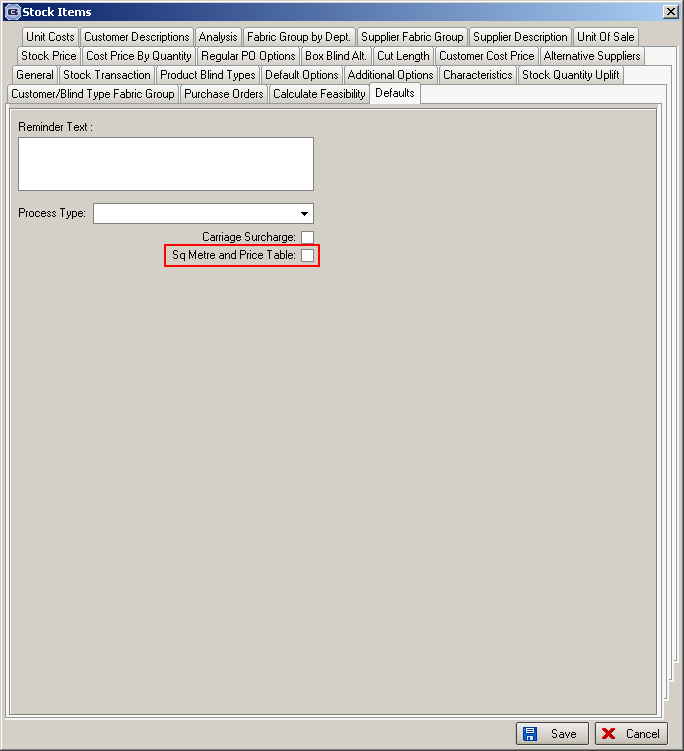 Stock Items
Unit Costs Customer Descriptions Analysis Fabric Group by Dept. Supplier Fabric Group Supplier Description Unit Of Sale
Stock Price Cost Price By Quantity Regular PO Options Box Blind Alt. Cut Length Customer Cost Price Alternative Suppliers
General Stock Transaction Product Blind Types Default Options Additional Options Characteristics Stock Quantity Uplift
Customer/Blind Type Fabric Group Purchase Orders Calculate Feasibility Defaults
Reminder Text :
Process Type:
Carriage Surcharge:
Sq Metre and Price Table:
Save Cancel